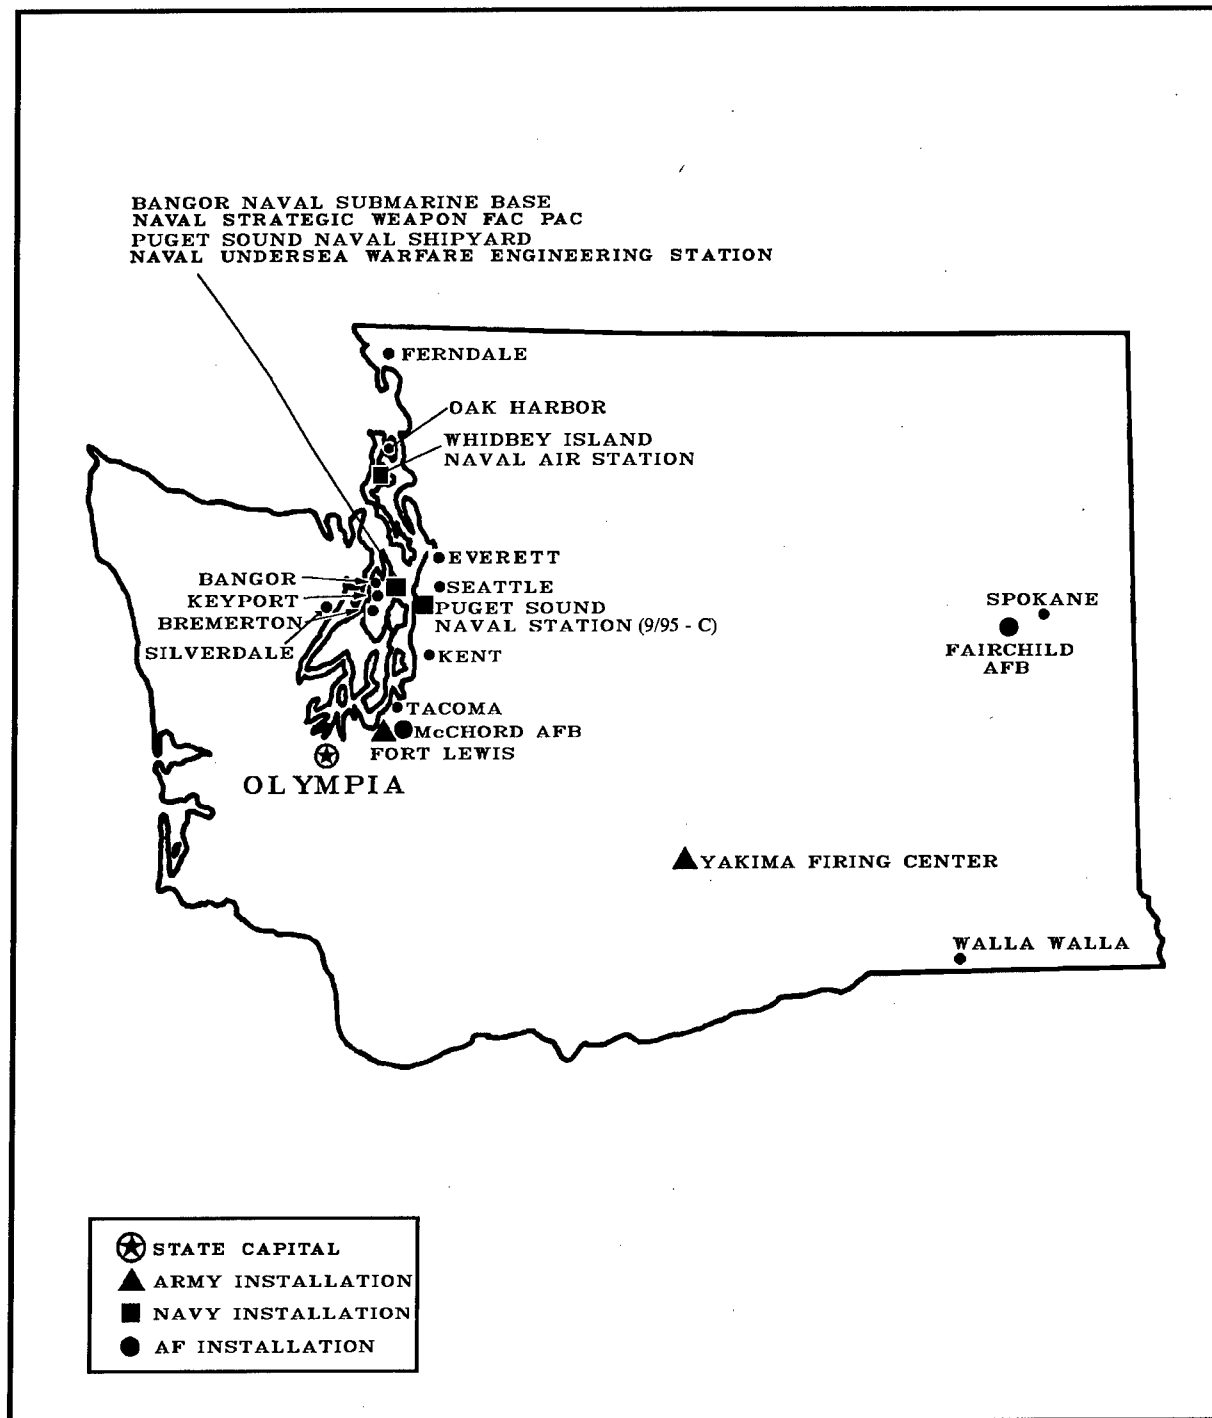 BANGOR NAVAL SUBMARINE BASE
NAVAL STRATEGIC WEAPON FAC PAC
PUGET SOUND NAVAL SHIPYARD
NAVAL UNDERSEA WARFARE ENGINEERING STATION
FERNDALE
OAK HARBOR
WHIDBEY ISLAND
NAVAL AIR STATION
EVERETT
BANGOR
SEATTLE
KEYPORT
PUGET SOUND
BREMERTON
NAVAL STATION (9/95 - C)
SPOKANE
SILVERDALE
KENT
FAIRCHILD
AFB
TACOMA
McCHORD AFB
FORT LEWIS
OLYMPIA
YAKIMA FIRING CENTER
WALLA WALLA
STATE CAPITAL
ARMY INSTALLATION
NAVY INSTALLATION
AF INSTALLATION